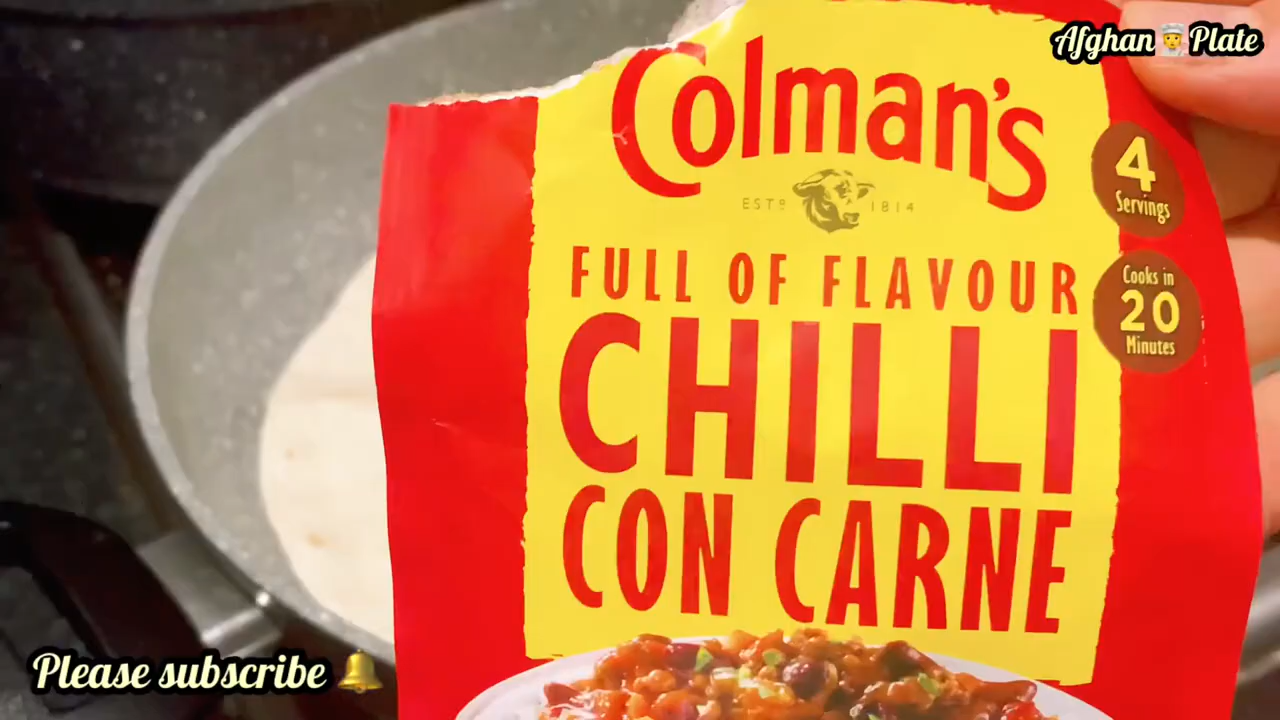 Afghan Plate
Colman's
ESTD 1814
4
Servings
Cooks in
20
Minutes
FULL OF FLAVOUR
CHILLI
CON CARNE
Please subscribe